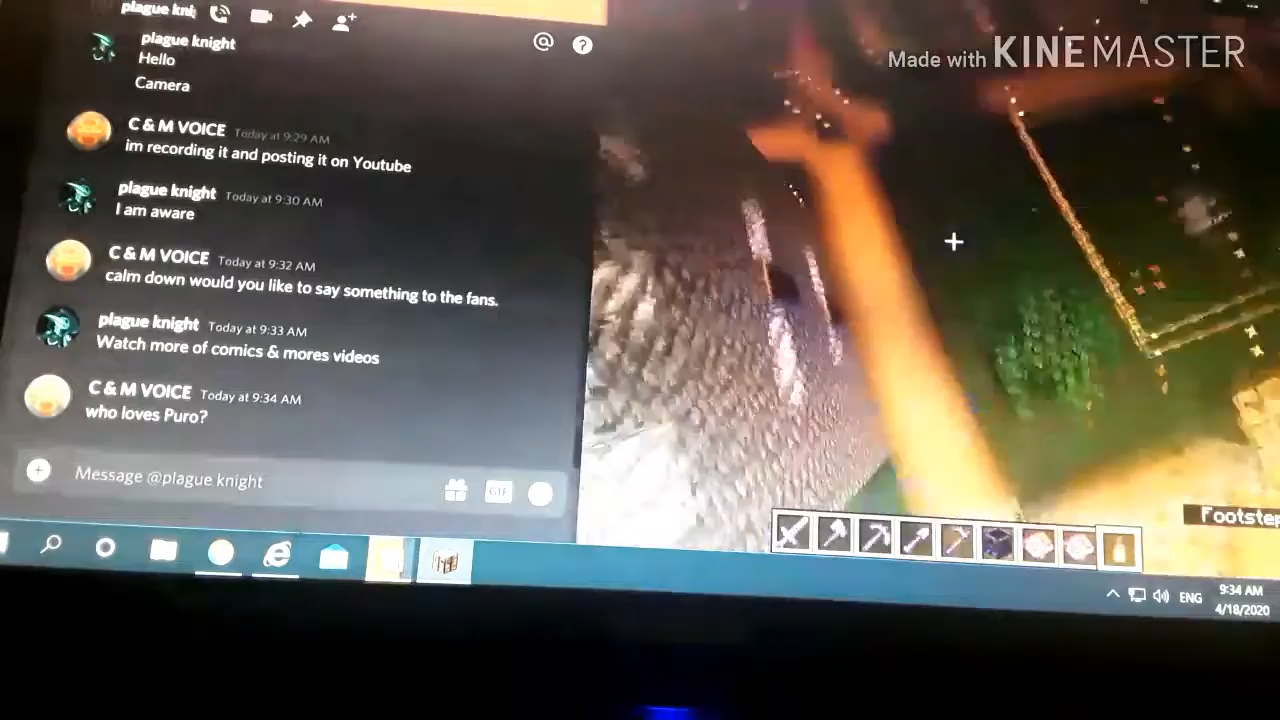 plague kni
Made with KINEMASTER
plague knight
Hello
Camera
C & M VOICE Today at 9:29 AM
im recording it and posting it on Youtube
plague knight Today at 9:30 AM
I am aware
C & M VOICE Today at 9:32 AM
calm down would you like to say something to the fans.
plague knight Today at 9:33 AM
Watch more of comics & mores videos
C & M VOICE Today at 9:34 AM
who loves Puro?
Message @plague knight
GIF
Footste
ENG
9:34 AM
4/18/2020